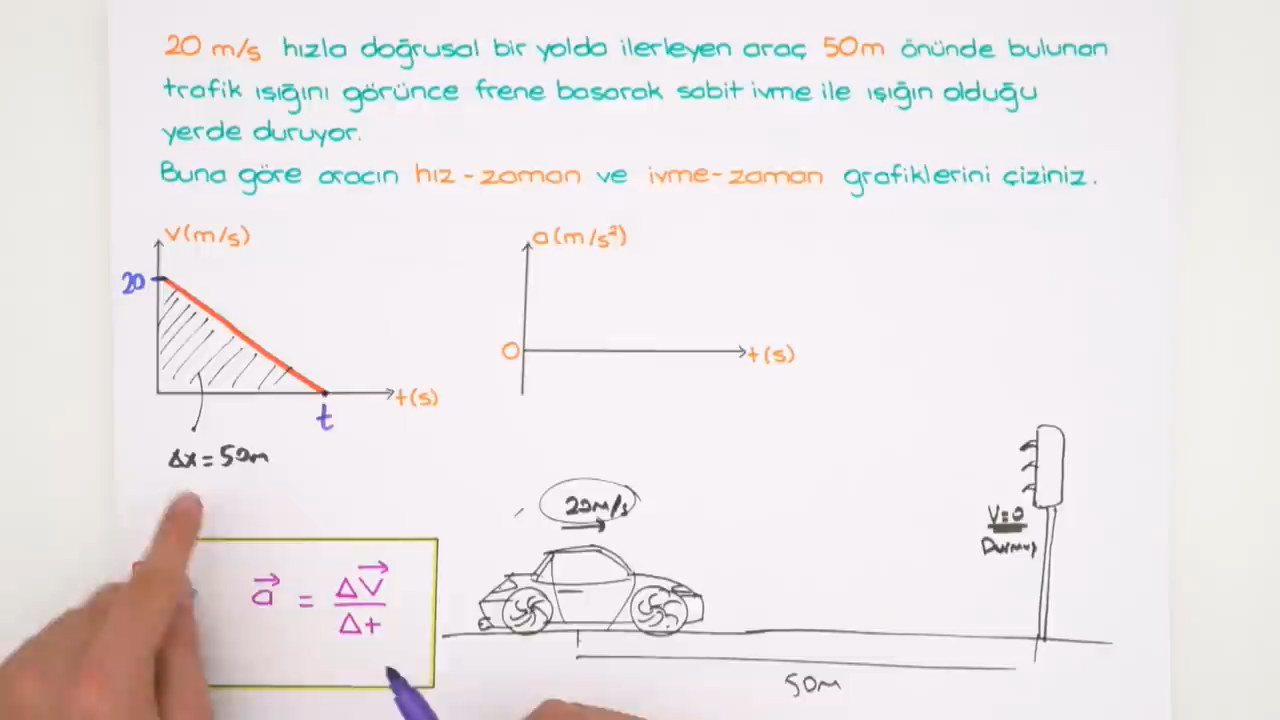 20 m/s hızla doğrusal bir yolda ilerleyen araç 50m önünde bulunan
trafik ışığını görünce frene basarak sabit ivme ile ışığın olduğu
yerde duruyor.
Buna göre aracın hız-zaman ve ivme-zaman grafiklerini çiziniz.
V(m/s)
20
t(s)
t
Δx = 50m
a(m/s²)
0
t(s)
20m/s
V=0
Durmuş
50m
a = ΔV
Δt